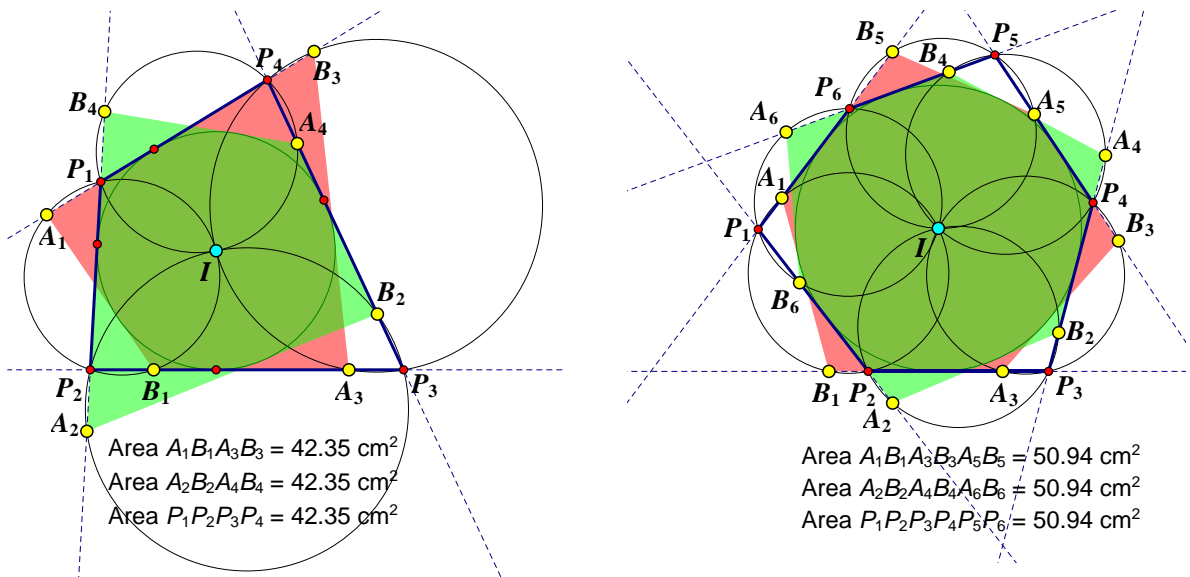 P4
B3
B4
A4
P1
A1
I
B2
P2
B1
A3
P3
A2
Area A1B1A3B3 = 42.35 cm²
Area A2B2A4B4 = 42.35 cm²
Area P1P2P3P4 = 42.35 cm²
B5
P5
B4
P6
A5
A6
A4
A1
P4
P1
B3
I
B6
B2
B1
P2
A3
P3
A2
Area A1B1A3B3A5B5 = 50.94 cm²
Area A2B2A4B4A6B6 = 50.94 cm²
Area P1P2P3P4P5P6 = 50.94 cm²